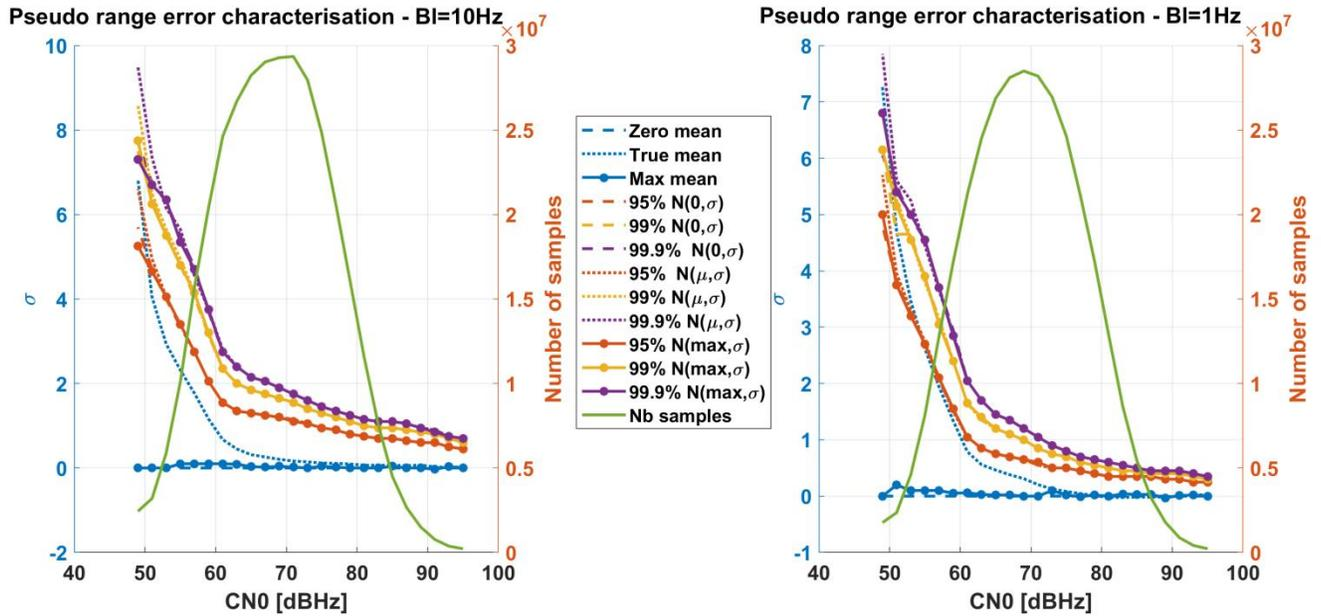 Pseudo range error characterisation - Bl=10Hz
×10⁷
10
8
6
4
2
0
-2
σ
3
2.5
2
1.5
1
0.5
0
Number of samples
40 50 60 70 80 90 100
CN0 [dBHz]
Zero mean
True mean
Max mean
95% N(0,σ)
99% N(0,σ)
99.9% N(0,σ)
95% N(μ,σ)
99% N(μ,σ)
99.9% N(μ,σ)
95% N(max,σ)
99% N(max,σ)
99.9% N(max,σ)
Nb samples
Pseudo range error characterisation - Bl=1Hz
×10⁷
8
7
6
5
4
3
2
1
0
-1
σ
3
2.5
2
1.5
1
0.5
0
Number of samples
40 50 60 70 80 90 100
CN0 [dBHz]